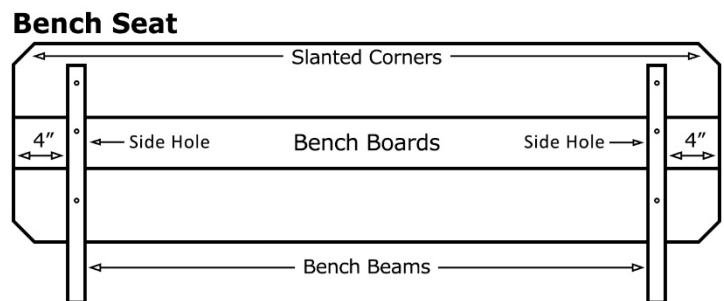 Bench Seat
Slanted Corners
4″ Side Hole Bench Boards Side Hole 4″
Bench Beams